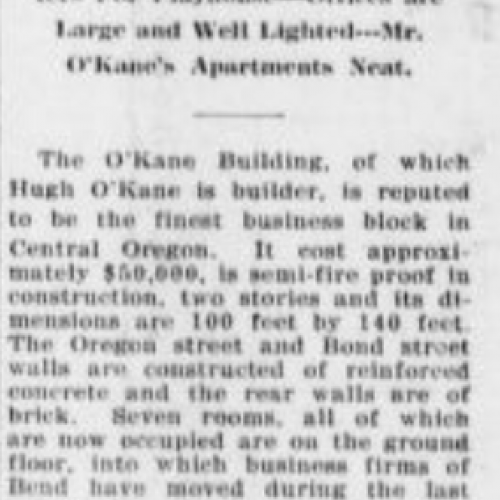 Large and Well Lighted---Mr.
O'Kane's Apartments Neat.
The O'Kane Building, of which
Hugh O'Kane is builder, is reputed
to be the finest business block in
Central Oregon. It cost approxi-
mately $50,000, is semi-fire proof in
construction, two stories and its di-
mensions are 100 feet by 140 feet.
The Oregon street and Bond street
walls are constructed of reinforced
concrete and the rear walls are of
brick. Seven rooms, all of which
are now occupied are on the ground
floor, into which business firms of
Bend have moved during the last